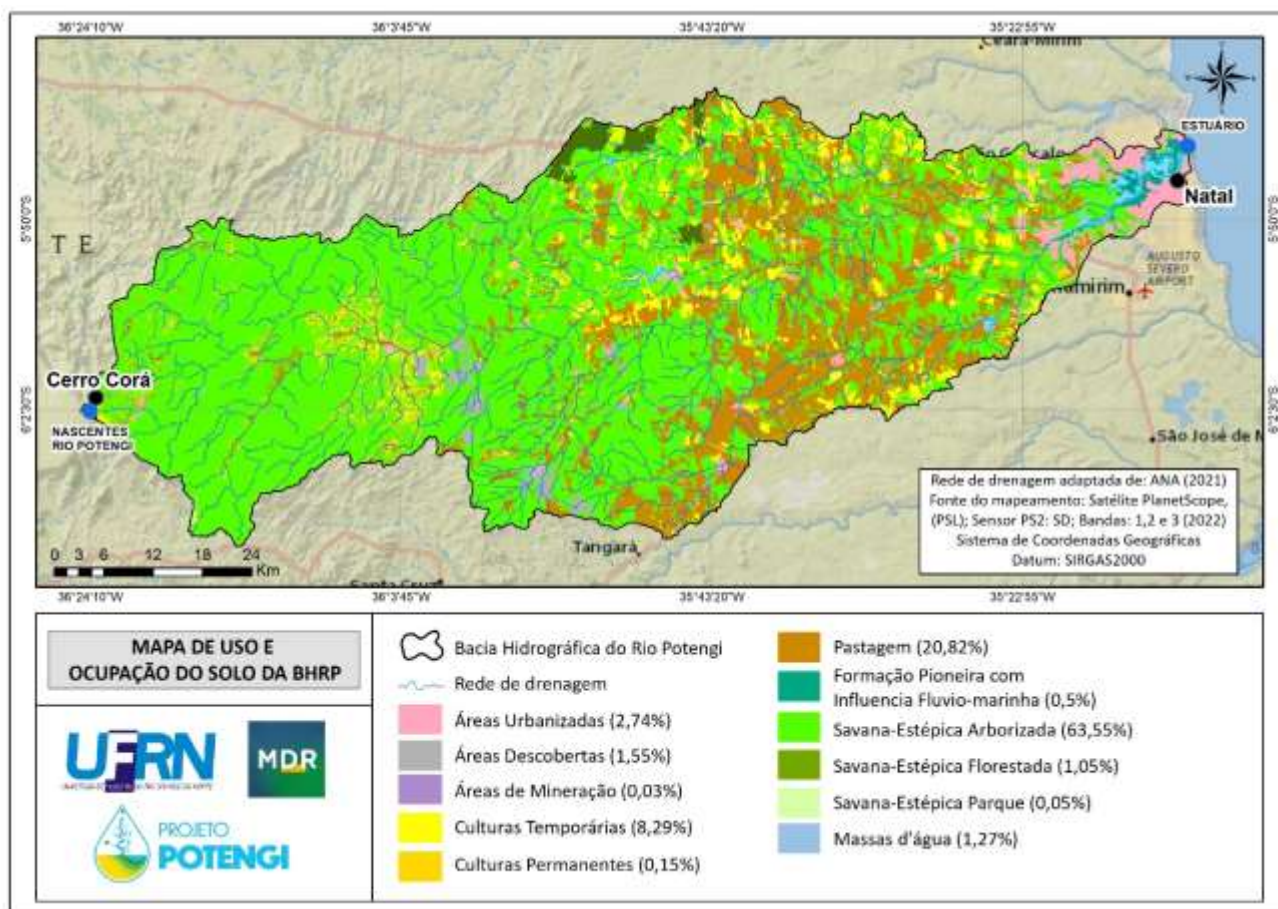 36°24'10"W 36°3'45"W 35°43'20"W 35°22'55"W
Ceará-Mirim
ESTUÁRIO
Natal
5°50'0"S
5°50'0"S
T E
AUGUSTO
SEVERO
AIRPORT
Cerro Corá
6°2'30"S
6°2'30"S
NASCENTES
RIO POTENGI
São José de M
Rede de drenagem adaptada de: ANA (2021)
Fonte do mapeamento: Satélite PlanetScope,
(PSL); Sensor PS2: SD; Bandas: 1,2 e 3 (2022)
Sistema de Coordenadas Geográficas
Datum: SIRGAS2000
0 3 6 12 18 24
Km
Tangará
Santa Cruz
36°24'10"W 36°3'45"W 35°43'20"W 35°22'55"W
MAPA DE USO E
OCUPAÇÃO DO SOLO DA BHRP
UFRN
MDR
PROJETO
POTENGI
Bacia Hidrográfica do Rio Potengi
Rede de drenagem
Áreas Urbanizadas (2,74%)
Áreas Descobertas (1,55%)
Áreas de Mineração (0,03%)
Culturas Temporárias (8,29%)
Culturas Permanentes (0,15%)
Pastagem (20,82%)
Formação Pioneira com
Influencia Fluvio-marinha (0,5%)
Savana-Estépica Arborizada (63,55%)
Savana-Estépica Florestada (1,05%)
Savana-Estépica Parque (0,05%)
Massas d'água (1,27%)